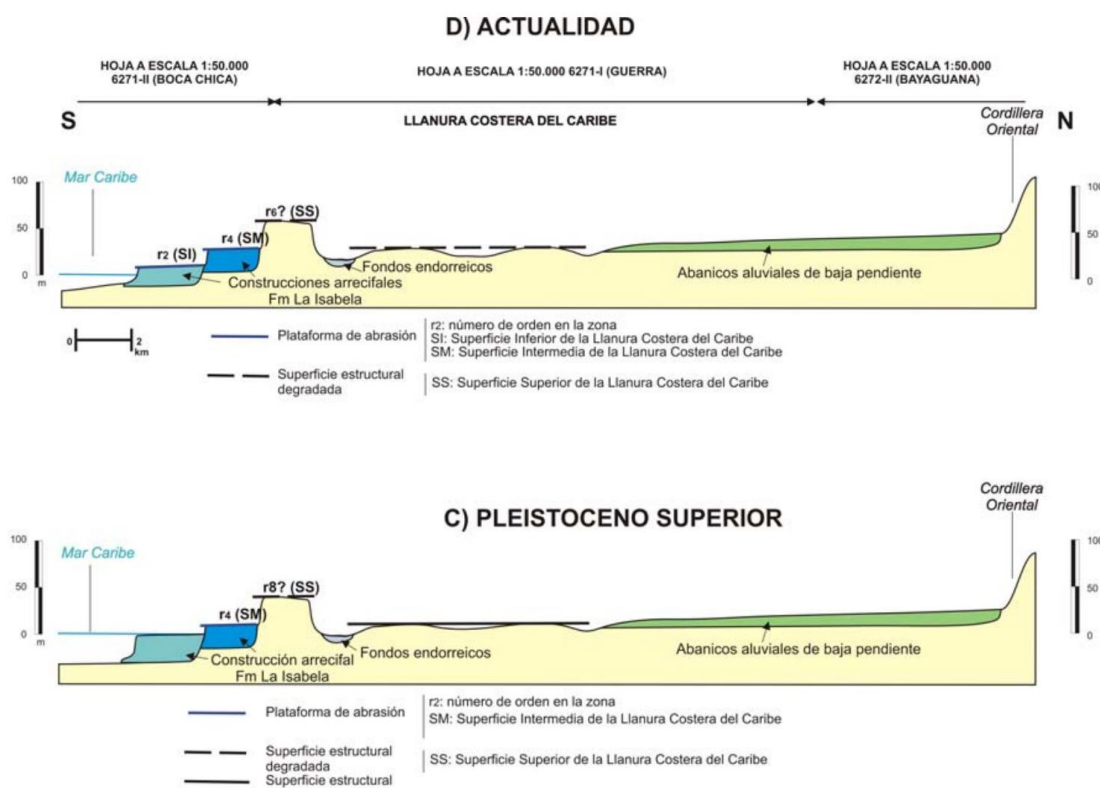 D) ACTUALIDAD
HOJA A ESCALA 1:50.000
6271-II (BOCA CHICA)
HOJA A ESCALA 1:50.000 6271-I (GUERRA)
HOJA A ESCALA 1:50.000
6272-II (BAYAGUANA)
S
LLANURA COSTERA DEL CARIBE
Cordillera
Oriental
N
Mar Caribe
100
50
0
m
r2 (SI)
r4 (SM)
r6? (SS)
Fondos endorreicos
Construcciones arrecifales
Fm La Isabela
Abanicos aluviales de baja pendiente
100
50
0
0 2
km
Plataforma de abrasión
r2: número de orden en la zona
SI: Superficie Inferior de la Llanura Costera del Caribe
SM: Superficie Intermedia de la Llanura Costera del Caribe
Superficie estructural
degradada
SS: Superficie Superior de la Llanura Costera del Caribe
C) PLEISTOCENO SUPERIOR
Cordillera
Oriental
Mar Caribe
100
50
0
m
r4 (SM)
r8? (SS)
Fondos endorreicos
Construcción arrecifal
Fm La Isabela
Abanicos aluviales de baja pendiente
100
50
0
Plataforma de abrasión
r2: número de orden en la zona
SM: Superficie Intermedia de la Llanura Costera del Caribe
Superficie estructural
degradada
SS: Superficie Superior de la Llanura Costera del Caribe
Superficie estructural